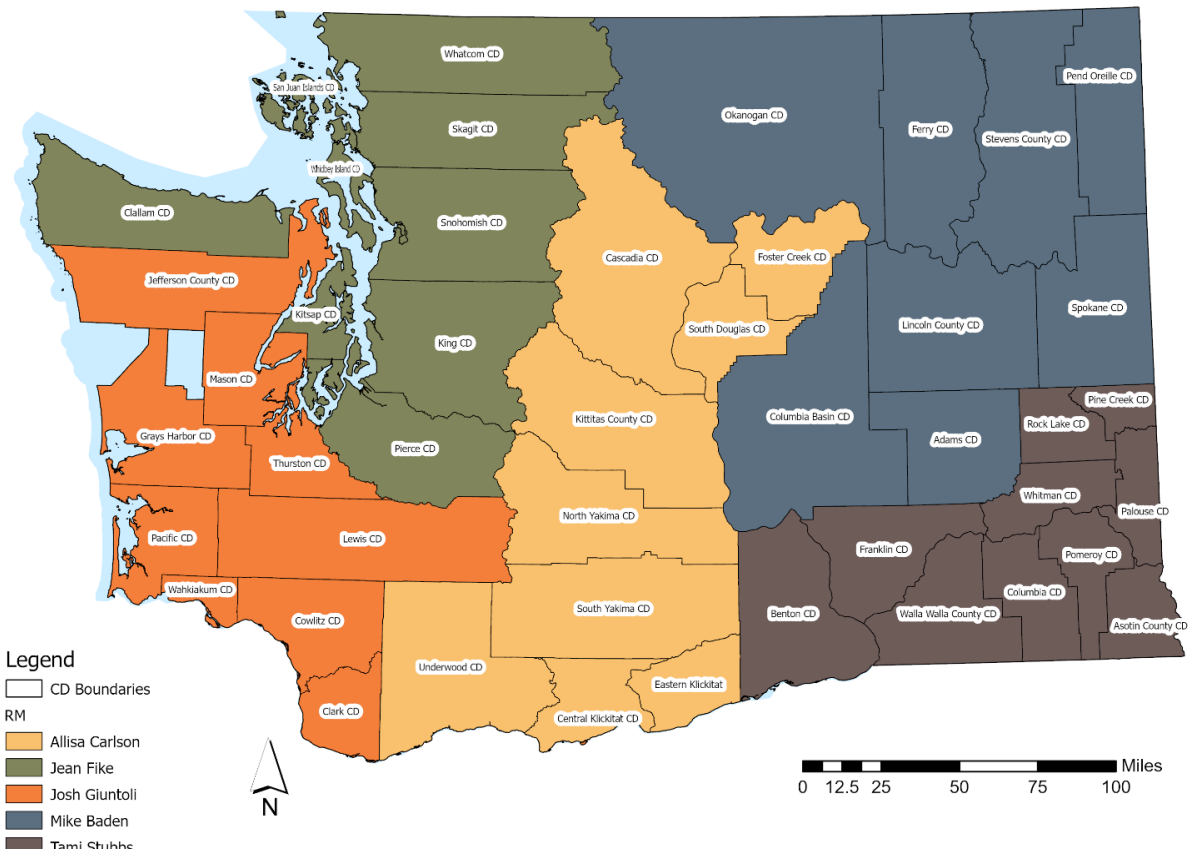 Whatcom CD
Pend Oreille CD
San Juan Islands CD
Okanogan CD
Skagit CD
Ferry CD
Stevens County CD
Whidbey Island CD
Clallam CD
Snohomish CD
Cascadia CD
Foster Creek CD
Jefferson County CD
Spokane CD
Kitsap CD
Lincoln County CD
South Douglas CD
King CD
Mason CD
Pine Creek CD
Kittitas County CD
Columbia Basin CD
Rock Lake CD
Grays Harbor CD
Adams CD
Pierce CD
Thurston CD
Whitman CD
Palouse CD
North Yakima CD
Pacific CD
Lewis CD
Franklin CD
Pomeroy CD
Wahkiakum CD
Columbia CD
South Yakima CD
Benton CD
Walla Walla County CD
Cowlitz CD
Asotin County CD
Underwood CD
Eastern Klickitat
Clark CD
Central Klickitat CD
Legend
CD Boundaries
RM
Allisa Carlson
Jean Fike
Josh Giuntoli
Mike Baden
Tami Stubbs
N
Miles
0 12.5 25 50 75 100